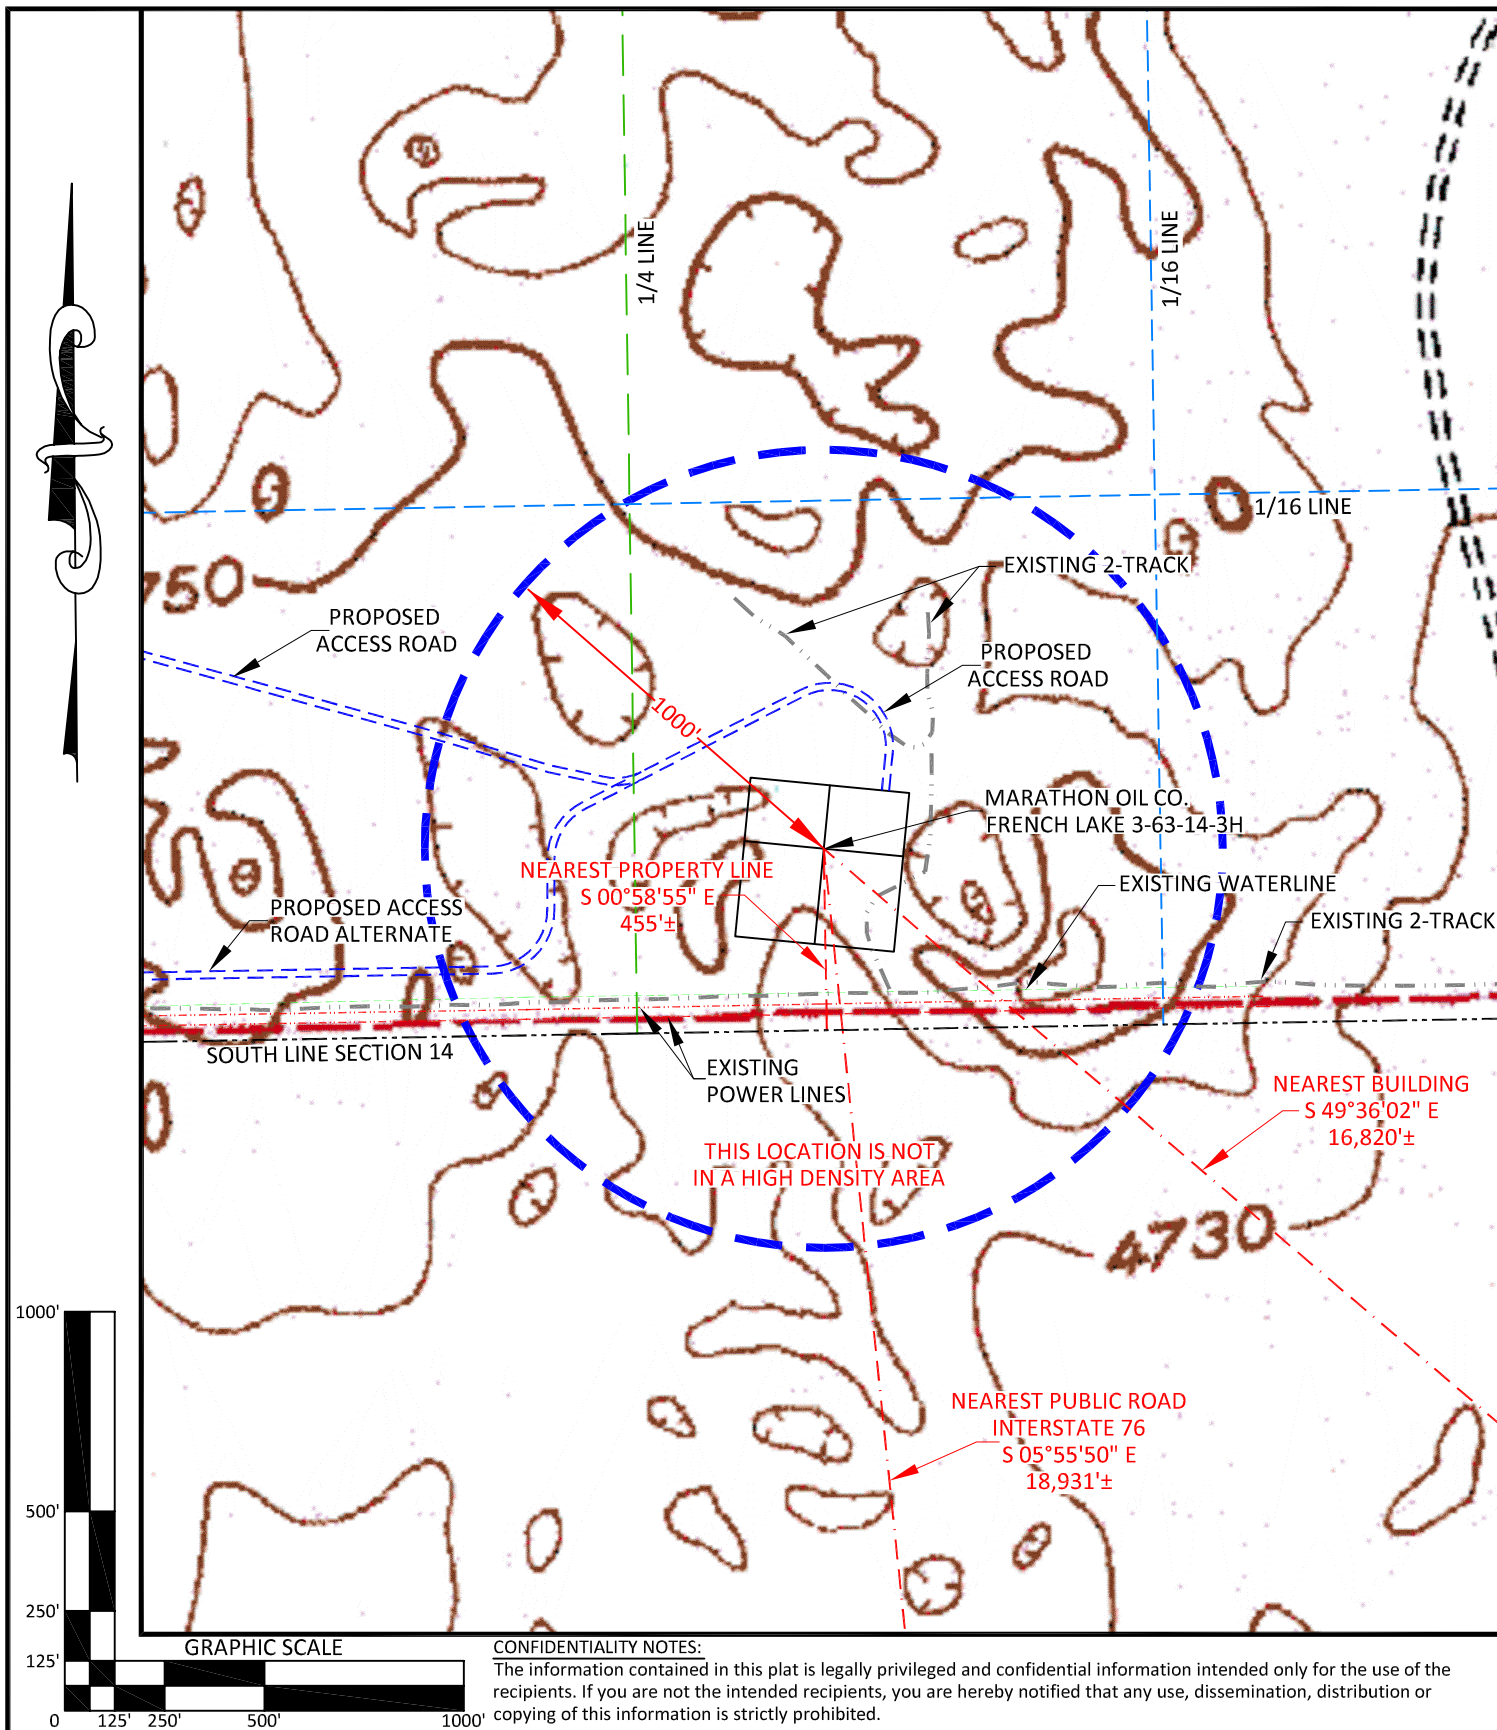 1/4 LINE
1/16 LINE
1/16 LINE
EXISTING 2-TRACK
750
PROPOSED
ACCESS ROAD
PROPOSED
ACCESS ROAD
1000'
MARATHON OIL CO.
FRENCH LAKE 3-63-14-3H
NEAREST PROPERTY LINE
S 00°58'55" E
455'±
EXISTING WATERLINE
PROPOSED ACCESS
ROAD ALTERNATE
EXISTING 2-TRACK
SOUTH LINE SECTION 14
EXISTING
POWER LINES
NEAREST BUILDING
S 49°36'02" E
16,820'±
THIS LOCATION IS NOT
IN A HIGH DENSITY AREA
4730
NEAREST PUBLIC ROAD
INTERSTATE 76
S 05°55'50" E
18,931'±
1000'
500'
250'
125'
GRAPHIC SCALE
0 125' 250' 500' 1000'
CONFIDENTIALITY NOTES:
The information contained in this plat is legally privileged and confidential information intended only for the use of the
recipients. If you are not the intended recipients, you are hereby notified that any use, dissemination, distribution or
copying of this information is strictly prohibited.